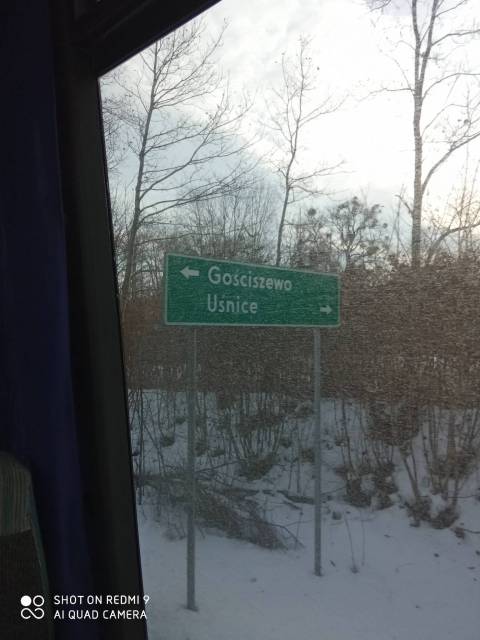 ← Gościszewo
Uśnice →
SHOT ON REDMI 9
AI QUAD CAMERA